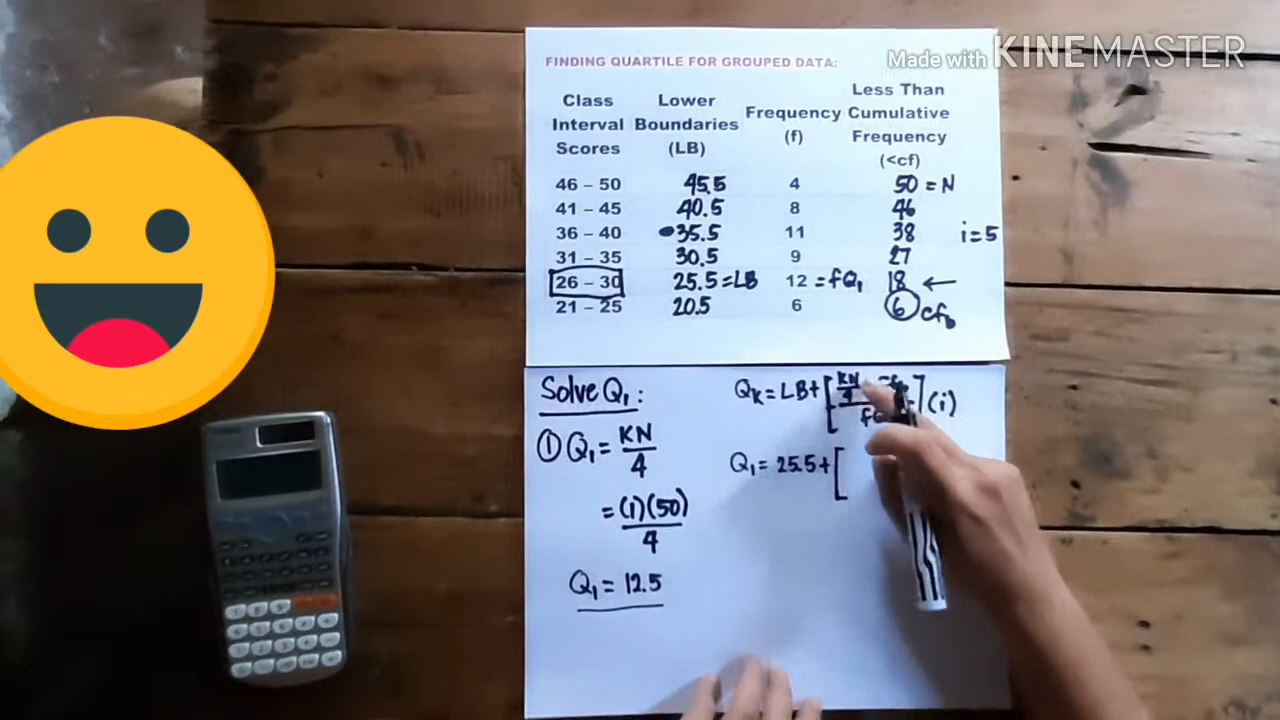 Made with KINEMASTER
FINDING QUARTILE FOR GROUPED DATA:
Class Interval Scores Lower Boundaries (LB) Frequency (f) Less Than Cumulative Frequency (<cf)
46 – 50 45.5 4 50 = N
41 – 45 40.5 8 46
36 – 40 35.5 11 38 i=5
31 – 35 30.5 9 27
26 – 30 25.5=LB 12 =fQ₁ 18 ←
21 – 25 20.5 6 6 cfb
Solve Q₁:
① Q₁ = KN/4
= (1)(50)/4
Q₁ = 12.5
QK = LB+ [KN/4 ] (i)
Q₁ = 25.5+ [